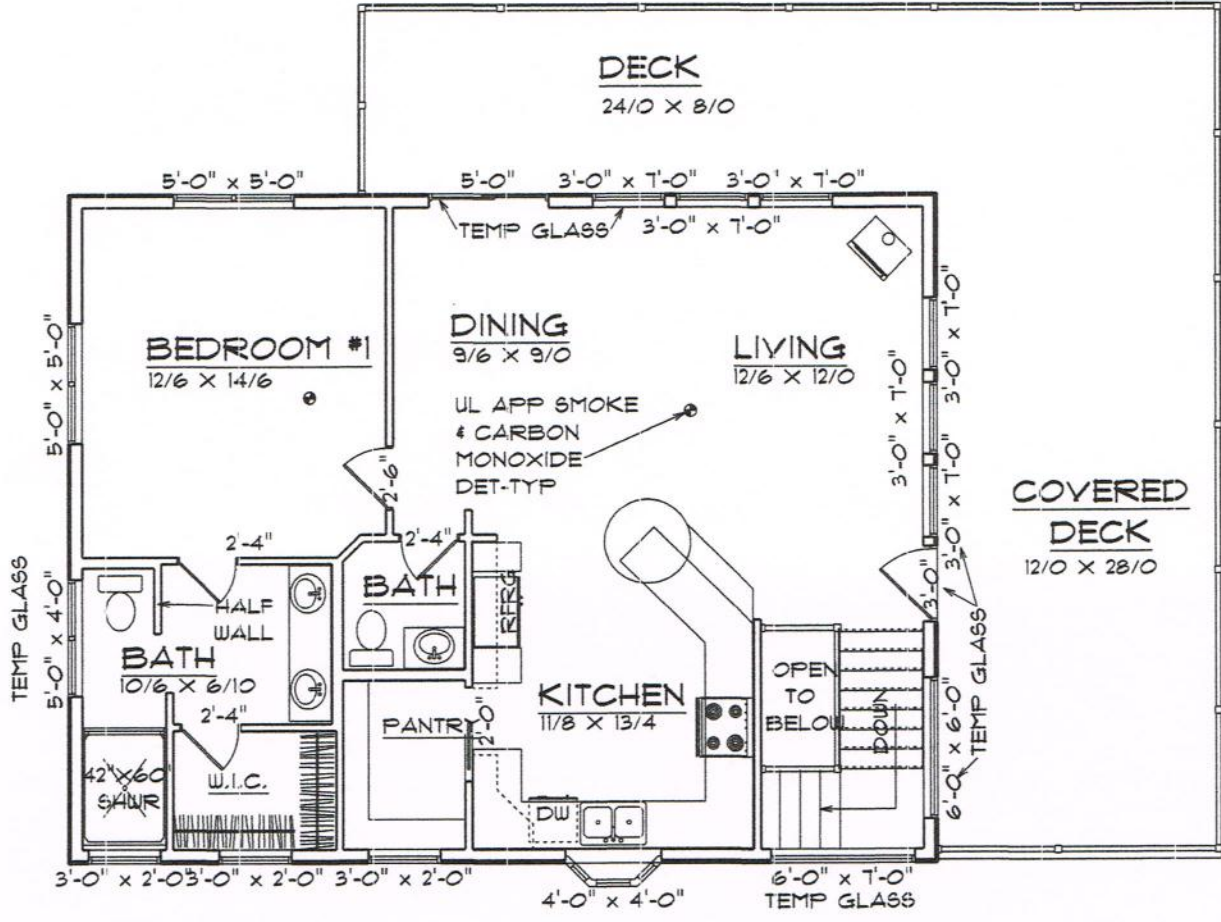 DECK
24/0 X 8/0
5'-0" x 5'-0"
5'-0"
3'-0" x 7'-0"
3'-0" x 7'-0"
TEMP GLASS
3'-0" x 7'-0"
5'-0" x 5'-0"
BEDROOM #1
12/6 X 14/6
DINING
9/6 X 9/0
LIVING
12/6 X 12/0
3'-0" x 7'-0"
3'-0" x 7'-0"
UL APP SMOKE
& CARBON
MONOXIDE
DET-TYP
2'-6"
3'-0" x 7'-0"
COVERED
DECK
12/0 X 28/0
2'-4"
2'-4"
BATH
RFRG
3'-0"
TEMP GLASS
TEMP GLASS
5'-0" x 4'-0"
HALF
WALL
BATH
10/6 X 6/10
2'-4"
PANTRY
2'-0"
KITCHEN
11/8 X 13/4
OPEN
TO
BELOW
DOWN
6'-0" x 6'-0"
TEMP GLASS
42" X 60"
SHWR
W.I.C.
DW
3'-0" x 2'-0"
3'-0" x 2'-0"
3'-0" x 2'-0"
4'-0" x 4'-0"
6'-0" x 7'-0"
TEMP GLASS